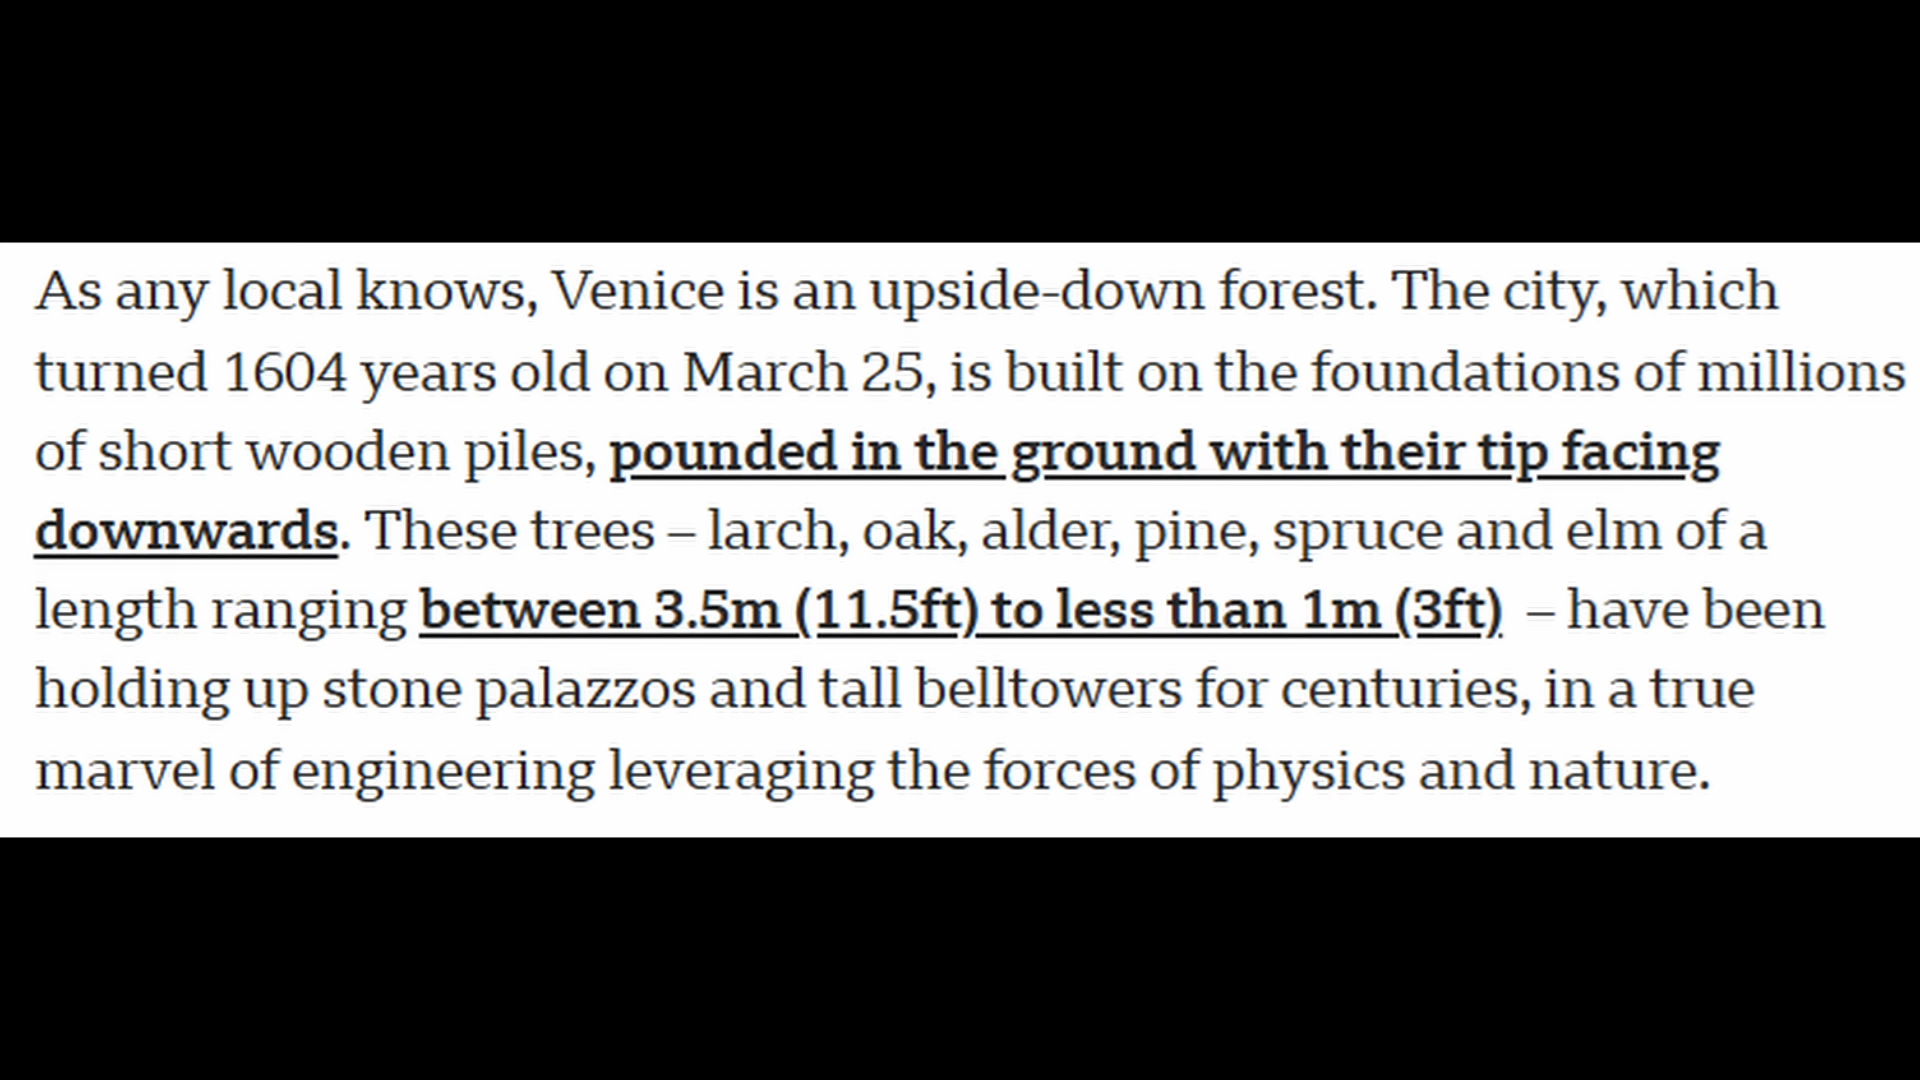 As any local knows, Venice is an upside-down forest. The city, which
turned 1604 years old on March 25, is built on the foundations of millions
of short wooden piles, pounded in the ground with their tip facing
downwards. These trees – larch, oak, alder, pine, spruce and elm of a
length ranging between 3.5m (11.5ft) to less than 1m (3ft) – have been
holding up stone palazzos and tall belltowers for centuries, in a true
marvel of engineering leveraging the forces of physics and nature.